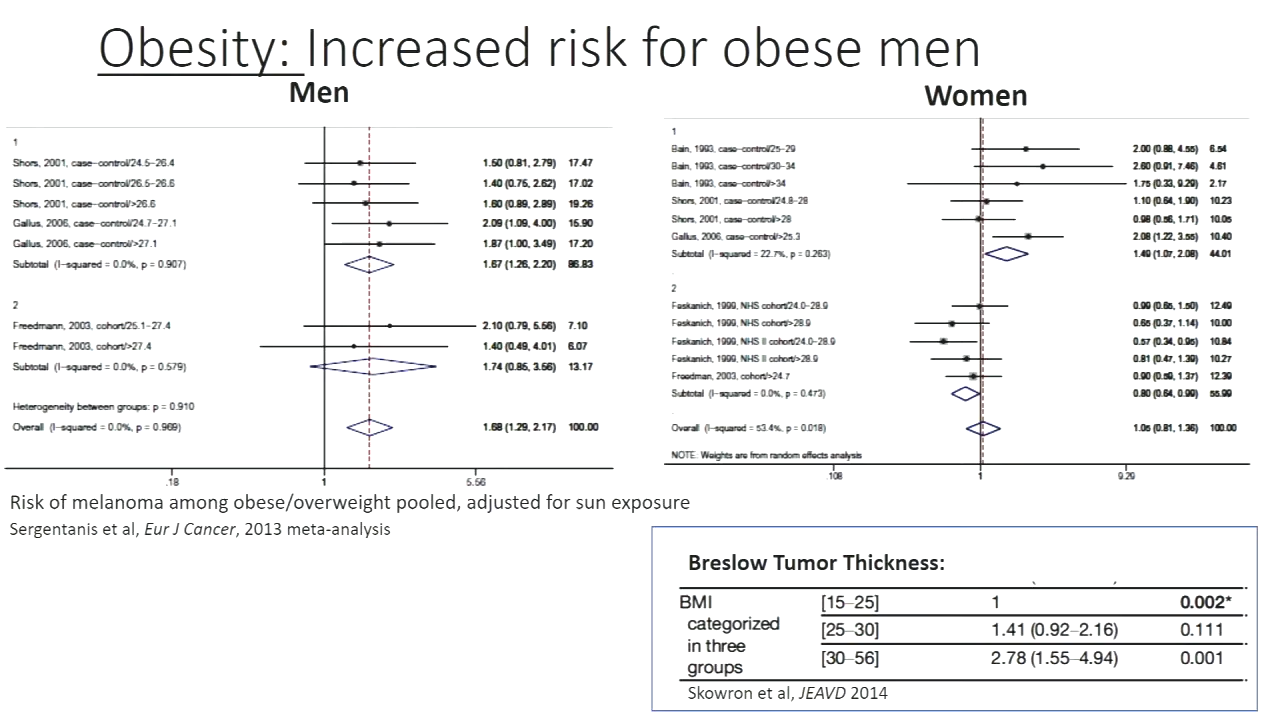 Obesity: Increased risk for obese men
Men
1
Shors, 2001, case-control/24.5-26.4 1.50 (0.81, 2.79) 17.47
Shors, 2001, case-control/26.5-26.6 1.40 (0.75, 2.62) 17.02
Shors, 2001, case-control/>26.6 1.60 (0.89, 2.89) 19.26
Gallus, 2006, case-control/24.7-27.1 2.09 (1.09, 4.00) 15.90
Gallus, 2006, case-control/>27.1 1.87 (1.00, 3.49) 17.20
Subtotal (I-squared = 0.0%, p = 0.907) 1.67 (1.26, 2.20) 86.83
2
Freedmann, 2003, cohort/25.1-27.4 2.10 (0.79, 5.56) 7.10
Freedmann, 2003, cohort/>27.4 1.40 (0.49, 4.01) 6.07
Subtotal (I-squared = 0.0%, p = 0.579) 1.74 (0.85, 3.56) 13.17
Heterogeneity between groups: p = 0.910
Overall (I-squared = 0.0%, p = 0.969) 1.68 (1.29, 2.17) 100.00
.18 1 5.56
Women
1
Bain, 1993, case-control/25-29 2.00 (0.88, 4.55) 6.54
Bain, 1993, case-control/30-34 2.60 (0.91, 7.46) 4.61
Bain, 1993, case-control/>34 1.75 (0.33, 9.29) 2.17
Shors, 2001, case-control/24.8-28 1.10 (0.64, 1.90) 10.23
Shors, 2001, case-control/>28 0.98 (0.56, 1.71) 10.05
Gallus, 2006, case-control/>25.3 2.08 (1.22, 3.55) 10.40
Subtotal (I-squared = 22.7%, p = 0.263) 1.49 (1.07, 2.08) 44.01
2
Feskanich, 1999, NHS cohort/24.0-28.9 0.99 (0.65, 1.50) 12.49
Feskanich, 1999, NHS cohort/>28.9 0.65 (0.37, 1.14) 10.00
Feskanich, 1999, NHS II cohort/24.0-28.9 0.57 (0.34, 0.95) 10.84
Feskanich, 1999, NHS II cohort/>28.9 0.81 (0.47, 1.39) 10.27
Freedman, 2003, cohort/>24.7 0.90 (0.59, 1.37) 12.39
Subtotal (I-squared = 0.0%, p = 0.473) 0.80 (0.64, 0.99) 55.99
Overall (I-squared = 53.4%, p = 0.018) 1.05 (0.81, 1.36) 100.00
NOTE: Weights are from random effects analysis
.108 1 9.29
Risk of melanoma among obese/overweight pooled, adjusted for sun exposure
Sergentanis et al, Eur J Cancer, 2013 meta-analysis
Breslow Tumor Thickness:
BMI [15-25] 1 0.002*
categorized [25-30] 1.41 (0.92-2.16) 0.111
in three [30-56] 2.78 (1.55-4.94) 0.001
groups
Skowron et al, JEAVD 2014